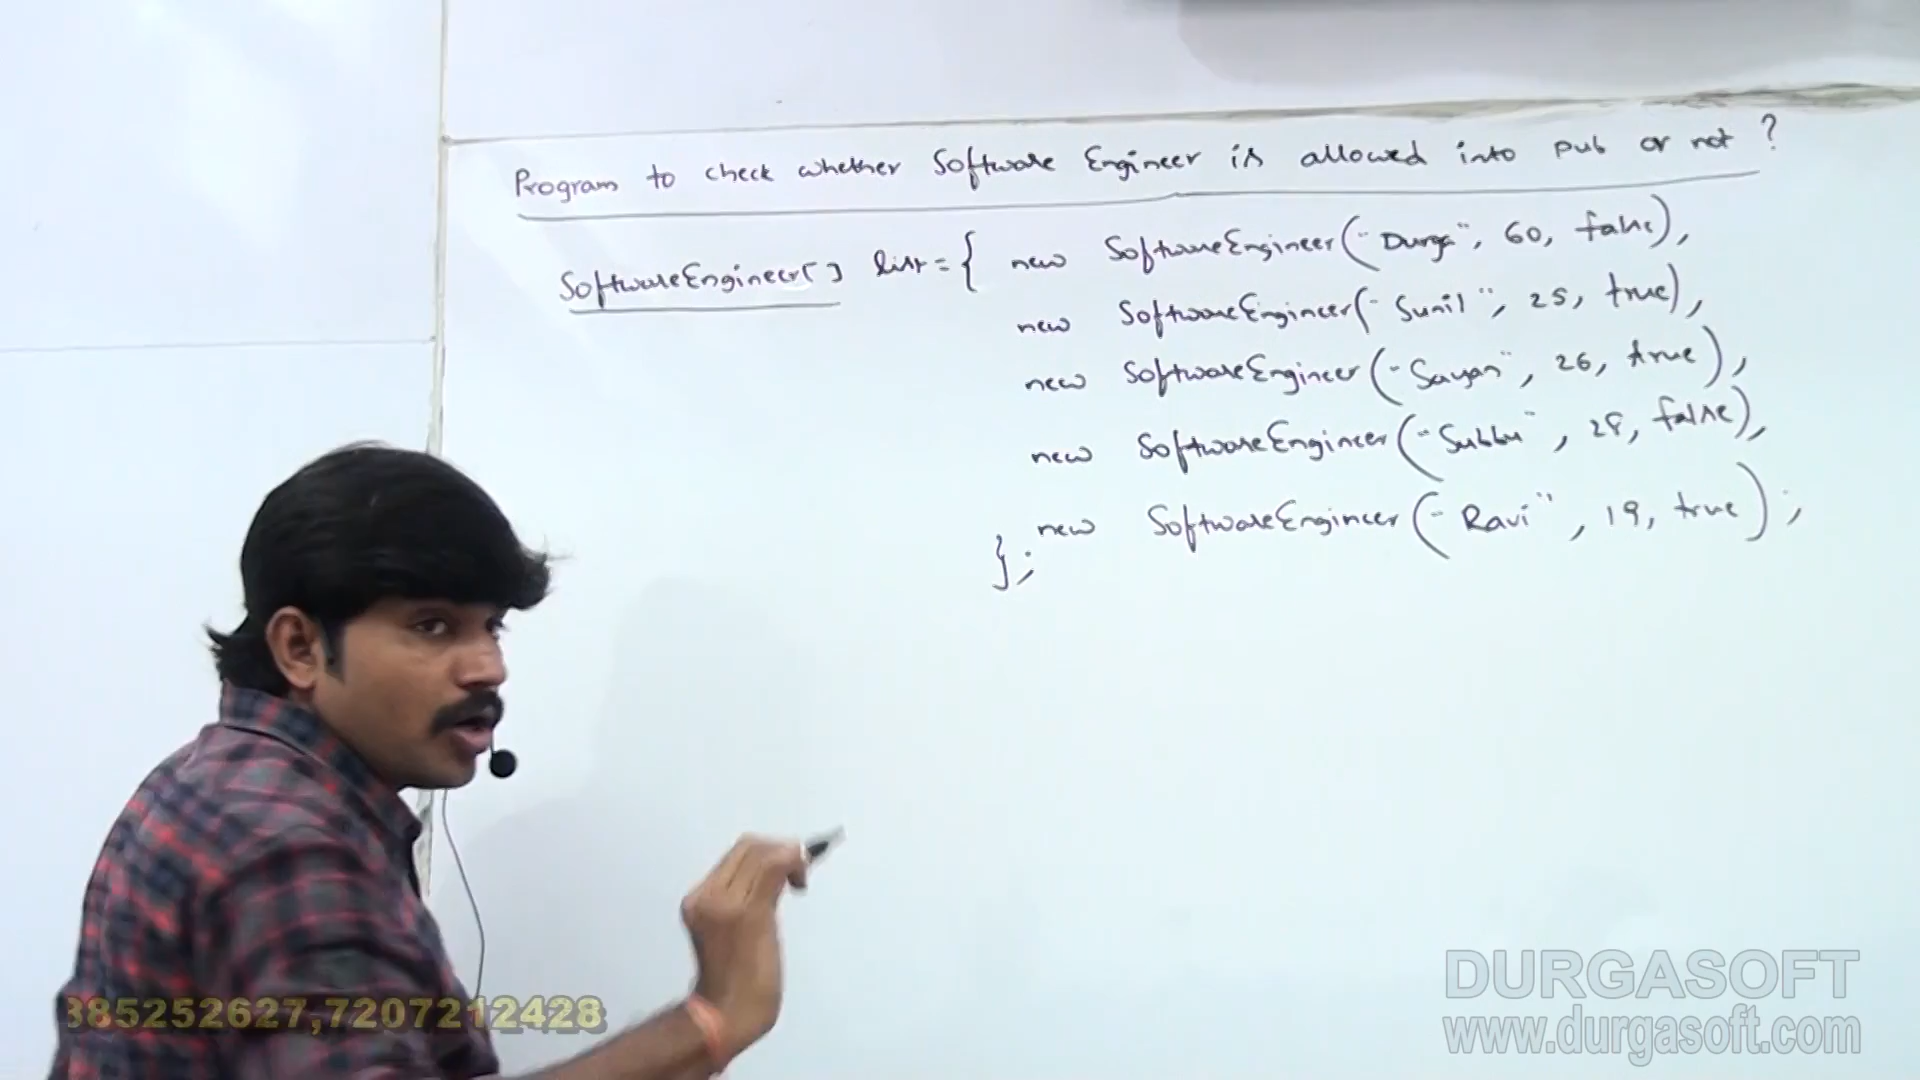 Program to check whether Software Engineer is allowed into pub or not ?
SoftwareEngineer[] list = { new SoftwareEngineer("Durga", 60, false),
new SoftwareEngineer("Sunil", 25, true),
new SoftwareEngineer("Sayan", 26, true),
new SoftwareEngineer("Subbu", 28, false),
new SoftwareEngineer("Ravi", 19, true);
};
385252627,7207212428
DURGASOFT
www.durgasoft.com